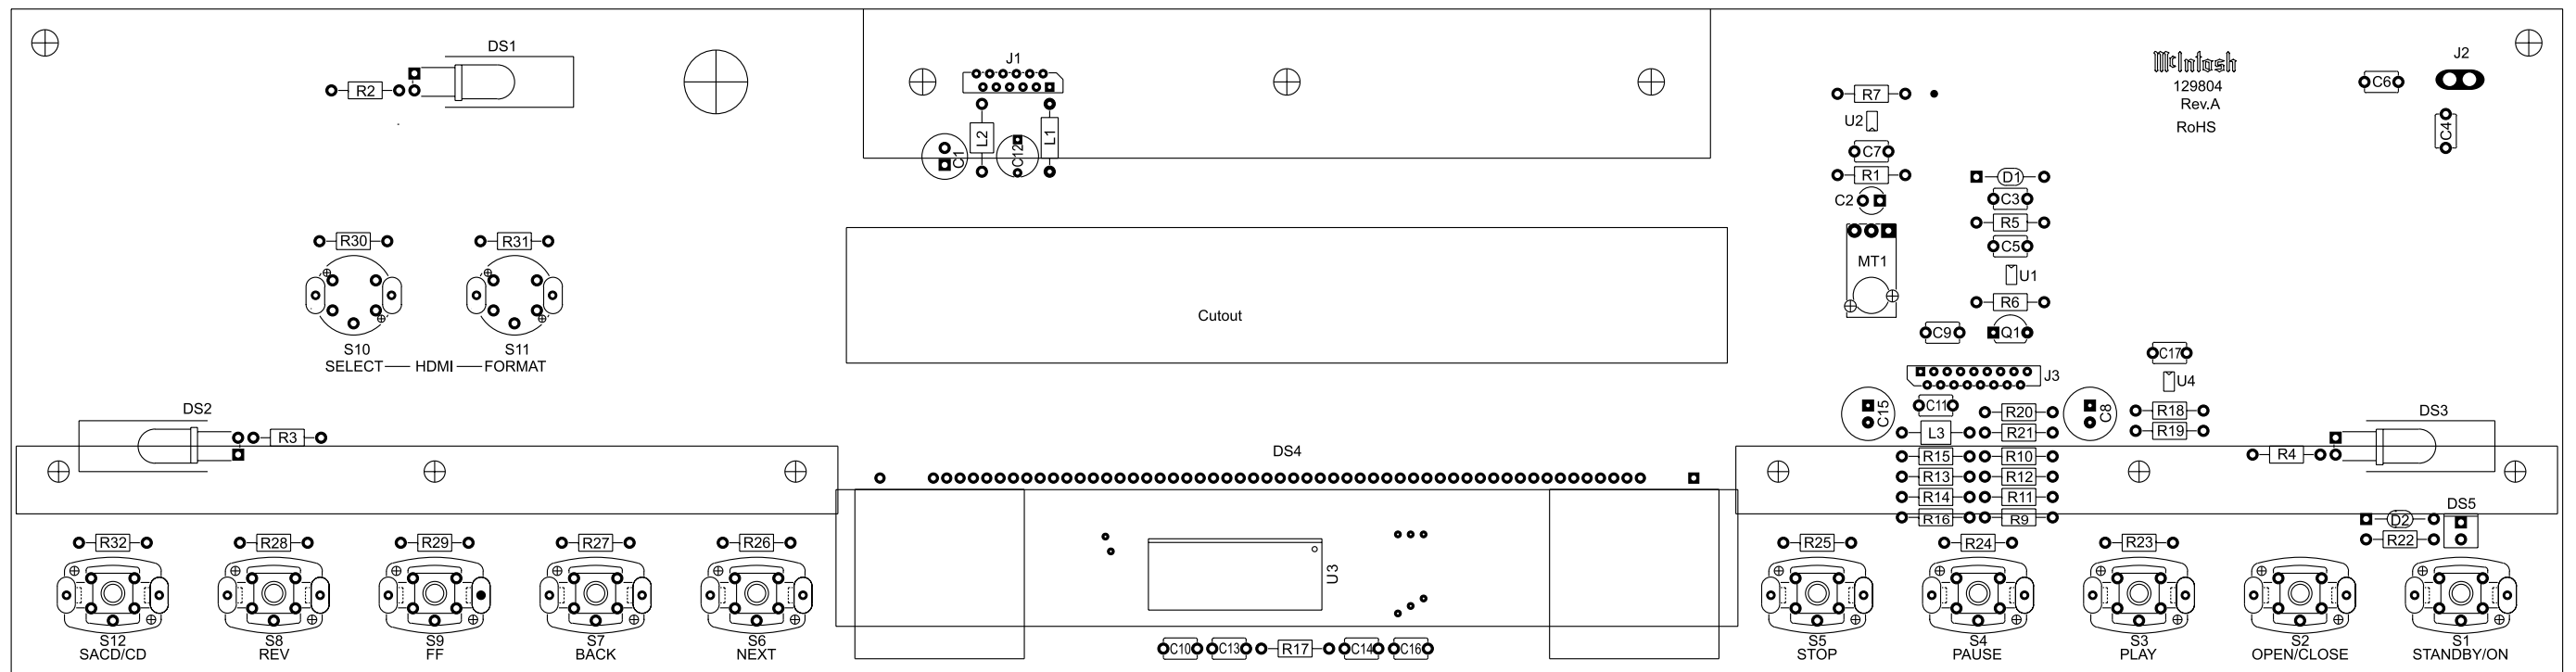 DS1
J1
J2
McIntosh
129804
Rev.A
RoHS
R2
R7
C6
U2
L2
L1
C1
C12
C4
C7
R1
D1
C2
C3
R5
R30
R31
C5
MT1
U1
R6
Cutout
C9
Q1
S10
S11
SELECT — HDMI — FORMAT
C17
J3
U4
DS2
C15
C11
R20
C8
R18
DS3
R3
L3
R21
R19
DS4
R15
R10
R4
R13
R12
R14
R11
DS5
R16
R9
D2
R22
R32
R28
R29
R27
R26
R25
R24
R23
U3
S12
SACD/CD
S8
REV
S9
FF
S7
BACK
S6
NEXT
C10
C13
R17
C14
C16
S5
STOP
S4
PAUSE
S3
PLAY
S2
OPEN/CLOSE
S1
STANDBY/ON